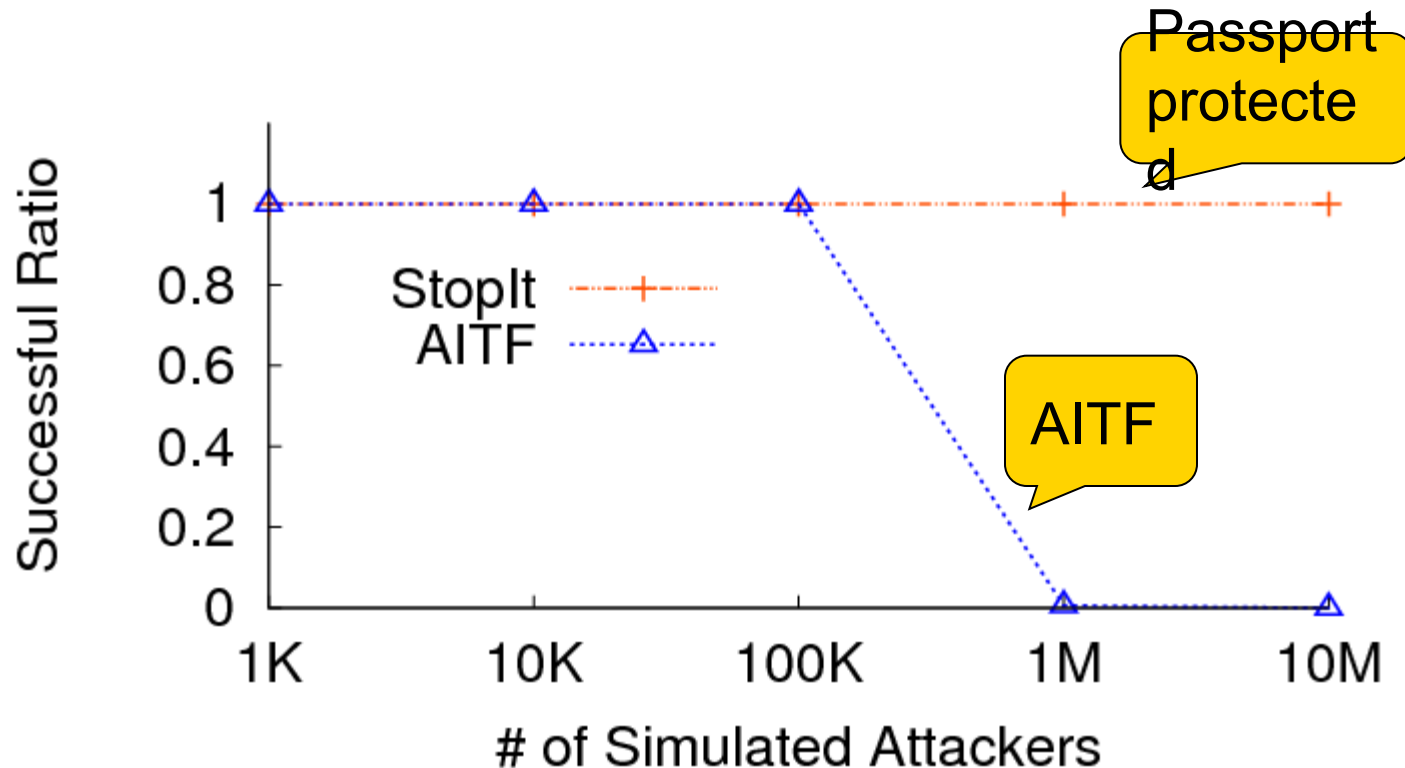 Passport
protecte
d
Successful Ratio
1
0.8
0.6
0.4
0.2
0
StopIt
AITF
AITF
1K 10K 100K 1M 10M
# of Simulated Attackers